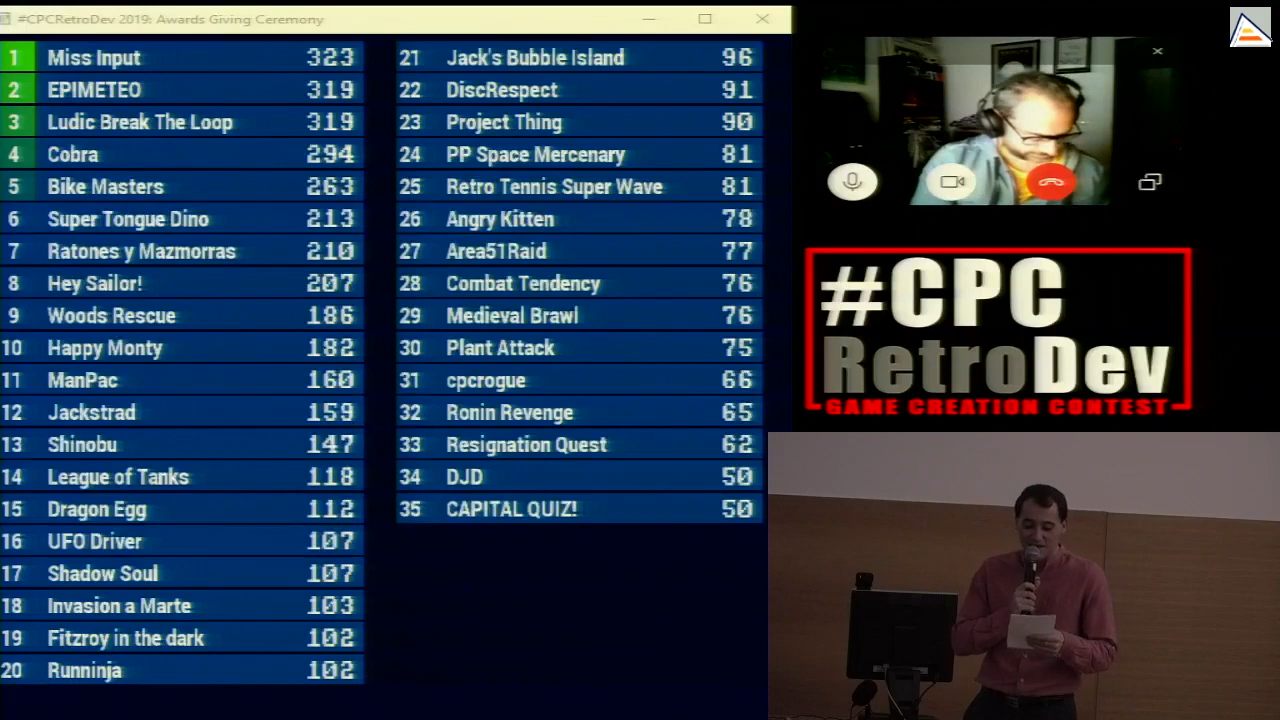 #CPCRetroDev 2019: Awards Giving Ceremony
1 Miss Input 323
2 EPIMETEO 319
3 Ludic Break The Loop 319
4 Cobra 294
5 Bike Masters 263
6 Super Tongue Dino 213
7 Ratones y Mazmorras 210
8 Hey Sailor! 207
9 Woods Rescue 186
10 Happy Monty 182
11 ManPac 160
12 Jackstrad 159
13 Shinobu 147
14 League of Tanks 118
15 Dragon Egg 112
16 UFO Driver 107
17 Shadow Soul 107
18 Invasion a Marte 103
19 Fitzroy in the dark 102
20 Runninja 102
21 Jack's Bubble Island 96
22 DiscRespect 91
23 Project Thing 90
24 PP Space Mercenary 81
25 Retro Tennis Super Wave 81
26 Angry Kitten 78
27 Area51Raid 77
28 Combat Tendency 76
29 Medieval Brawl 76
30 Plant Attack 75
31 cpcrogue 66
32 Ronin Revenge 65
33 Resignation Quest 62
34 DJD 50
35 CAPITAL QUIZ! 50
#CPC
RetroDev
GAME CREATION CONTEST